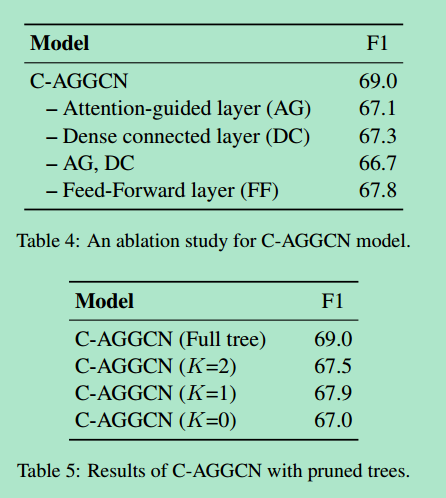 Model F1
C-AGGCN 69.0
– Attention-guided layer (AG) 67.1
– Dense connected layer (DC) 67.3
– AG, DC 66.7
– Feed-Forward layer (FF) 67.8
Table 4: An ablation study for C-AGGCN model.
Model F1
C-AGGCN (Full tree) 69.0
C-AGGCN (K=2) 67.5
C-AGGCN (K=1) 67.9
C-AGGCN (K=0) 67.0
Table 5: Results of C-AGGCN with pruned trees.